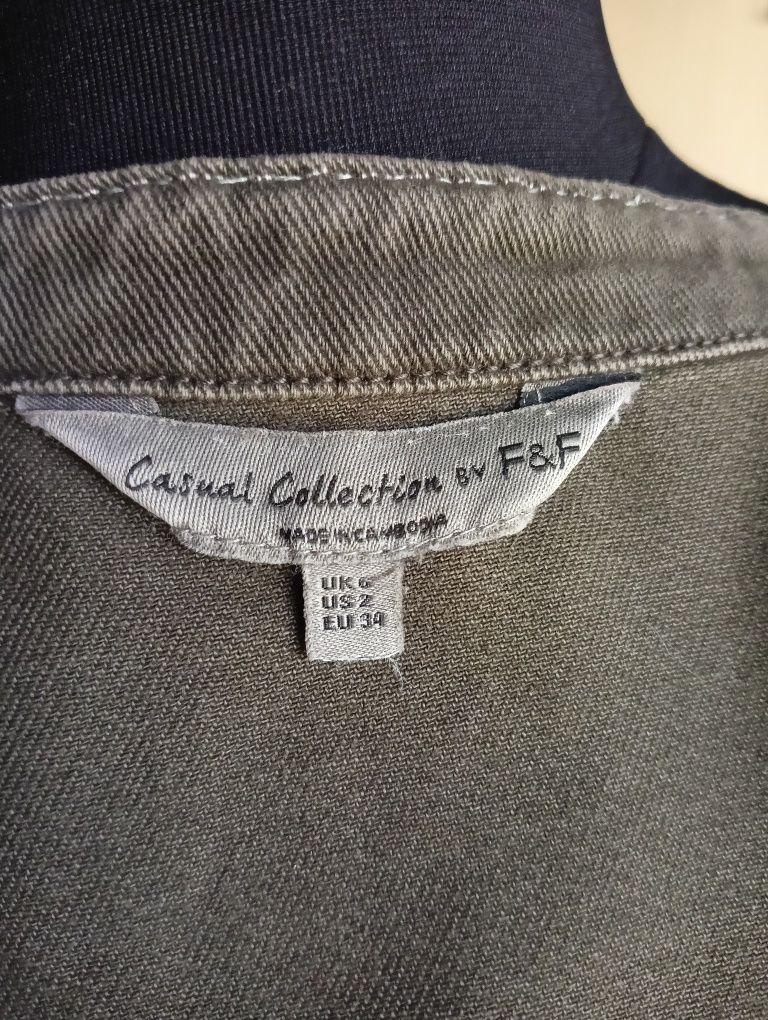 Casual Collection BY F&F
MADE IN CAMBODIA
UK 6
US 2
EU 34